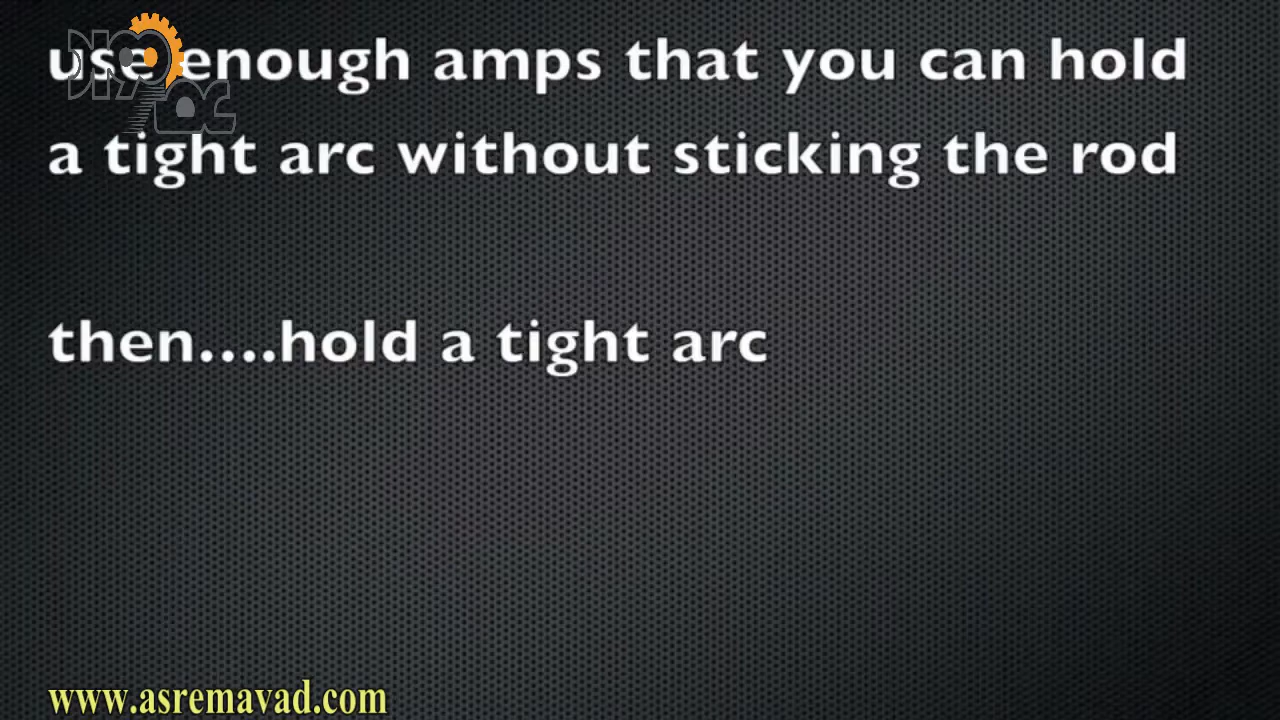 use enough amps that you can hold
a tight arc without sticking the rod
then....hold a tight arc
www.asremavad.com